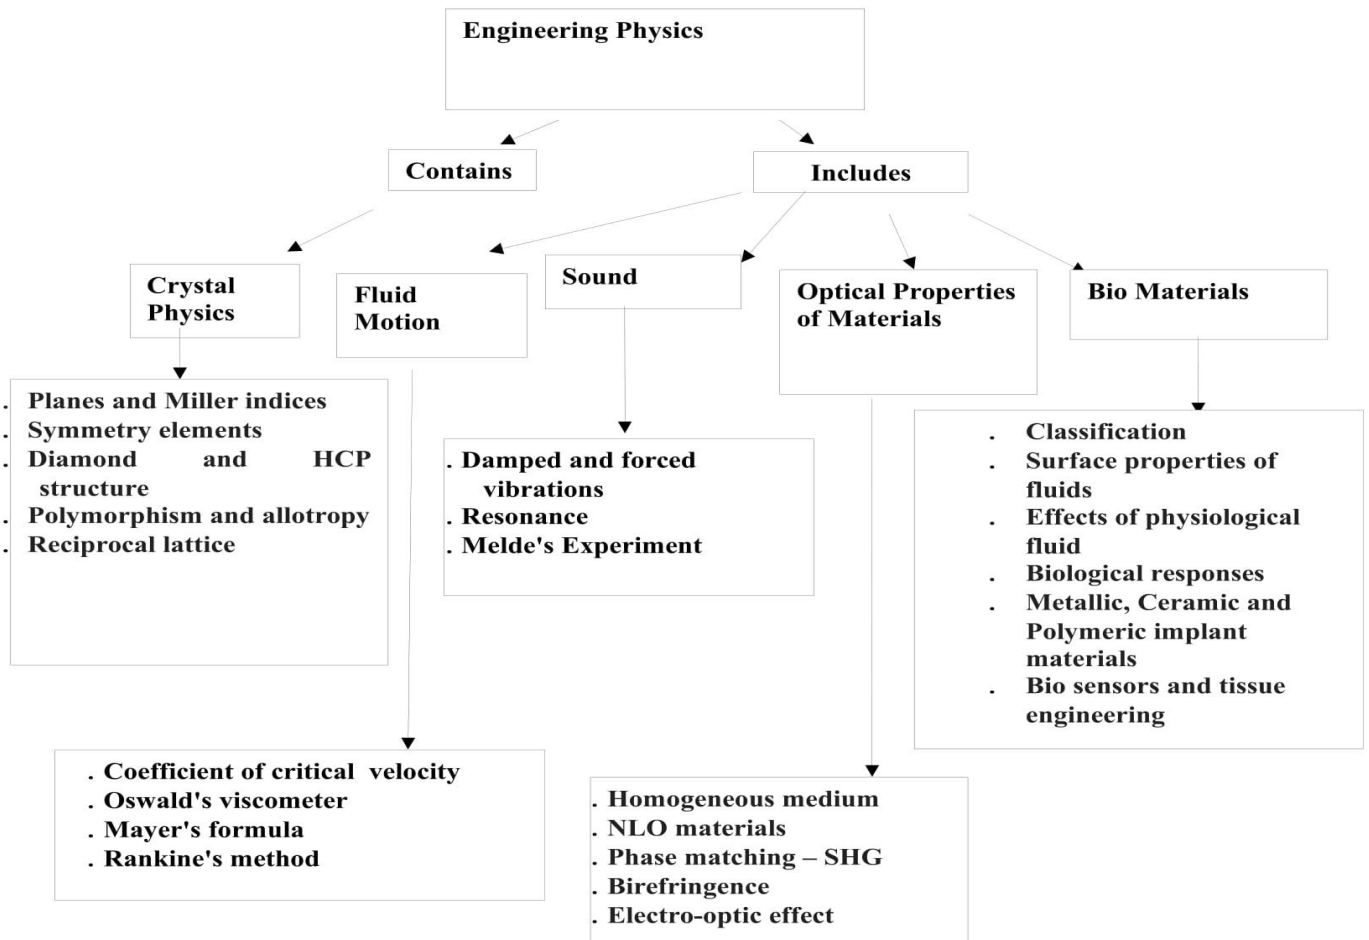 Engineering Physics
Contains
Includes
Crystal
Physics
Fluid
Motion
Sound
Optical Properties
of Materials
Bio Materials
. Planes and Miller indices
. Symmetry elements
. Diamond and HCP
structure
. Polymorphism and allotropy
. Reciprocal lattice
. Damped and forced
vibrations
. Resonance
. Melde's Experiment
. Classification
. Surface properties of
fluids
. Effects of physiological
fluid
. Biological responses
. Metallic, Ceramic and
Polymeric implant
materials
. Bio sensors and tissue
engineering
. Coefficient of critical velocity
. Oswald's viscometer
. Mayer's formula
. Rankine's method
. Homogeneous medium
. NLO materials
. Phase matching – SHG
. Birefringence
. Electro-optic effect